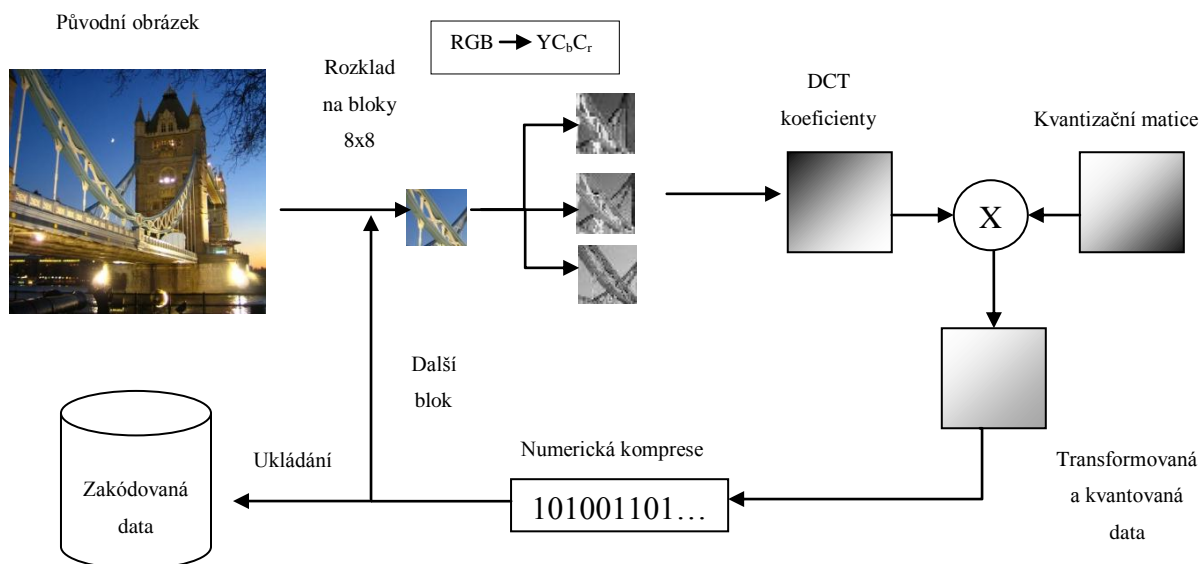 Původní obrázek
RGB → YCbCr
Rozklad
na bloky
8x8
DCT
koeficienty
Kvantizační matice
X
Další
blok
Zakódovaná
data
Ukládání
Numerická komprese
101001101…
Transformovaná
a kvantovaná
data